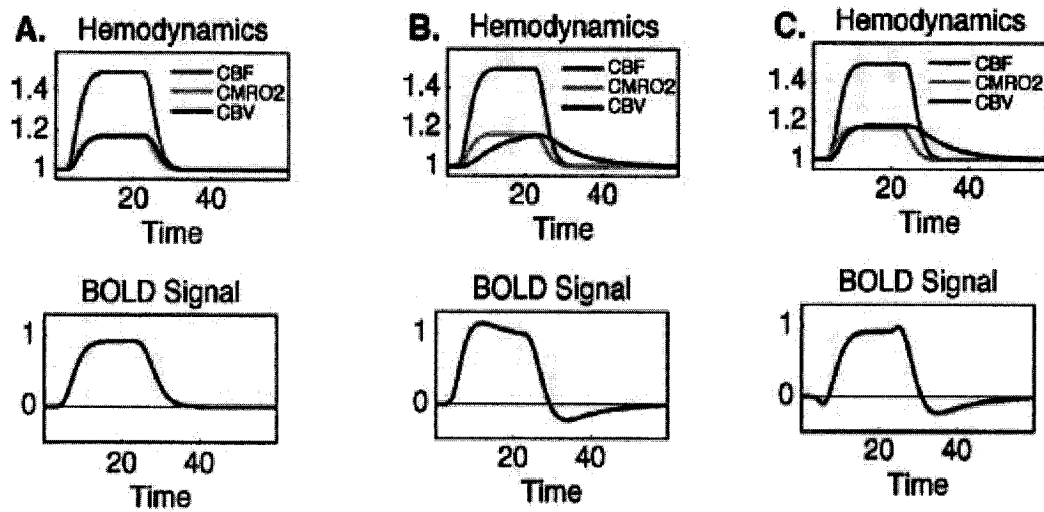 A.
Hemodynamics
CBF
CMRO2
CBV
1.4
1.2
1
20 40
Time
BOLD Signal
1
0
20 40
Time
B.
Hemodynamics
CBF
CMRO2
CBV
1.4
1.2
1
20 40
Time
BOLD Signal
1
0
20 40
Time
C.
Hemodynamics
CBF
CMRO2
CBV
1.4
1.2
1
20 40
Time
BOLD Signal
1
0
20 40
Time